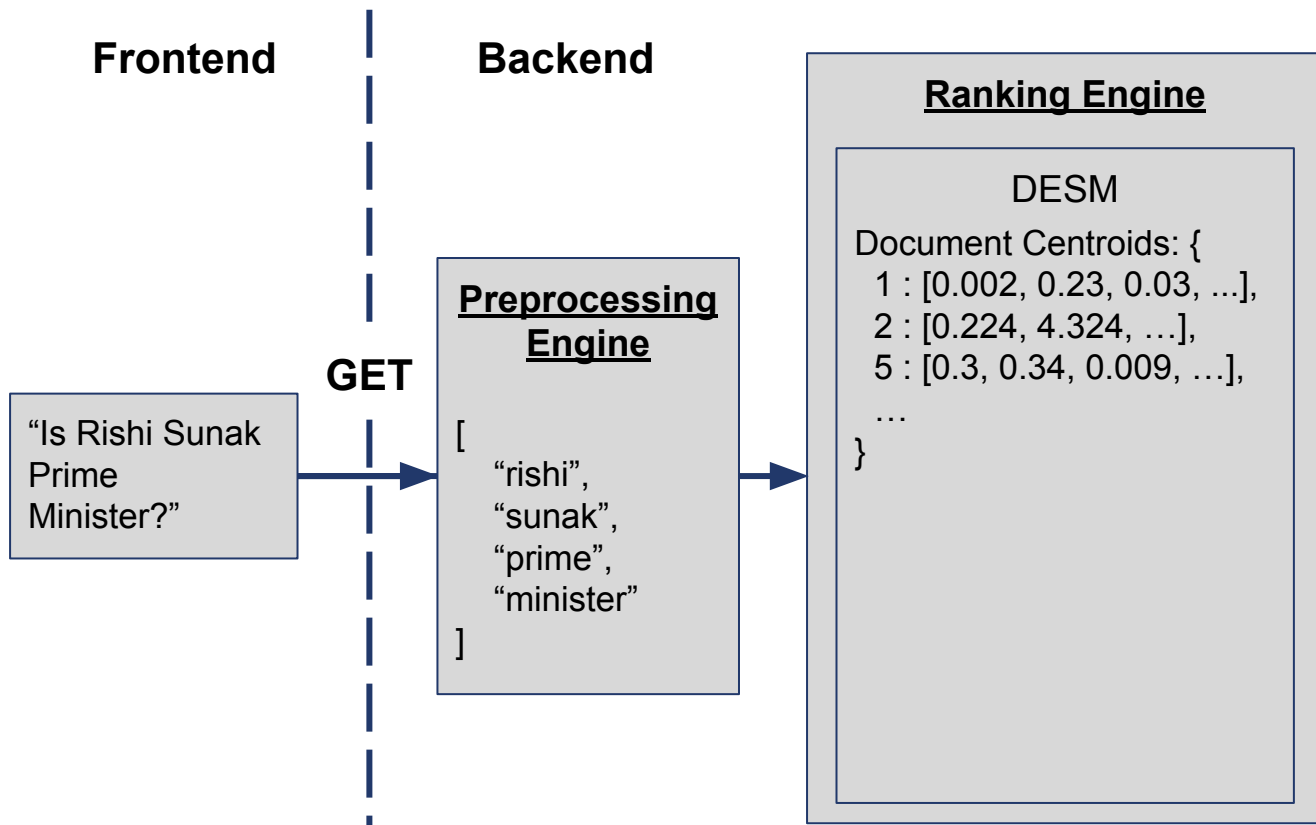 Frontend
Backend
GET
“Is Rishi Sunak
Prime
Minister?”
Preprocessing
Engine
[
“rishi”,
“sunak”,
“prime”,
“minister”
]
Ranking Engine
DESM
Document Centroids: {
1 : [0.002, 0.23, 0.03, ...],
2 : [0.224, 4.324, …],
5 : [0.3, 0.34, 0.009, …],
…
}